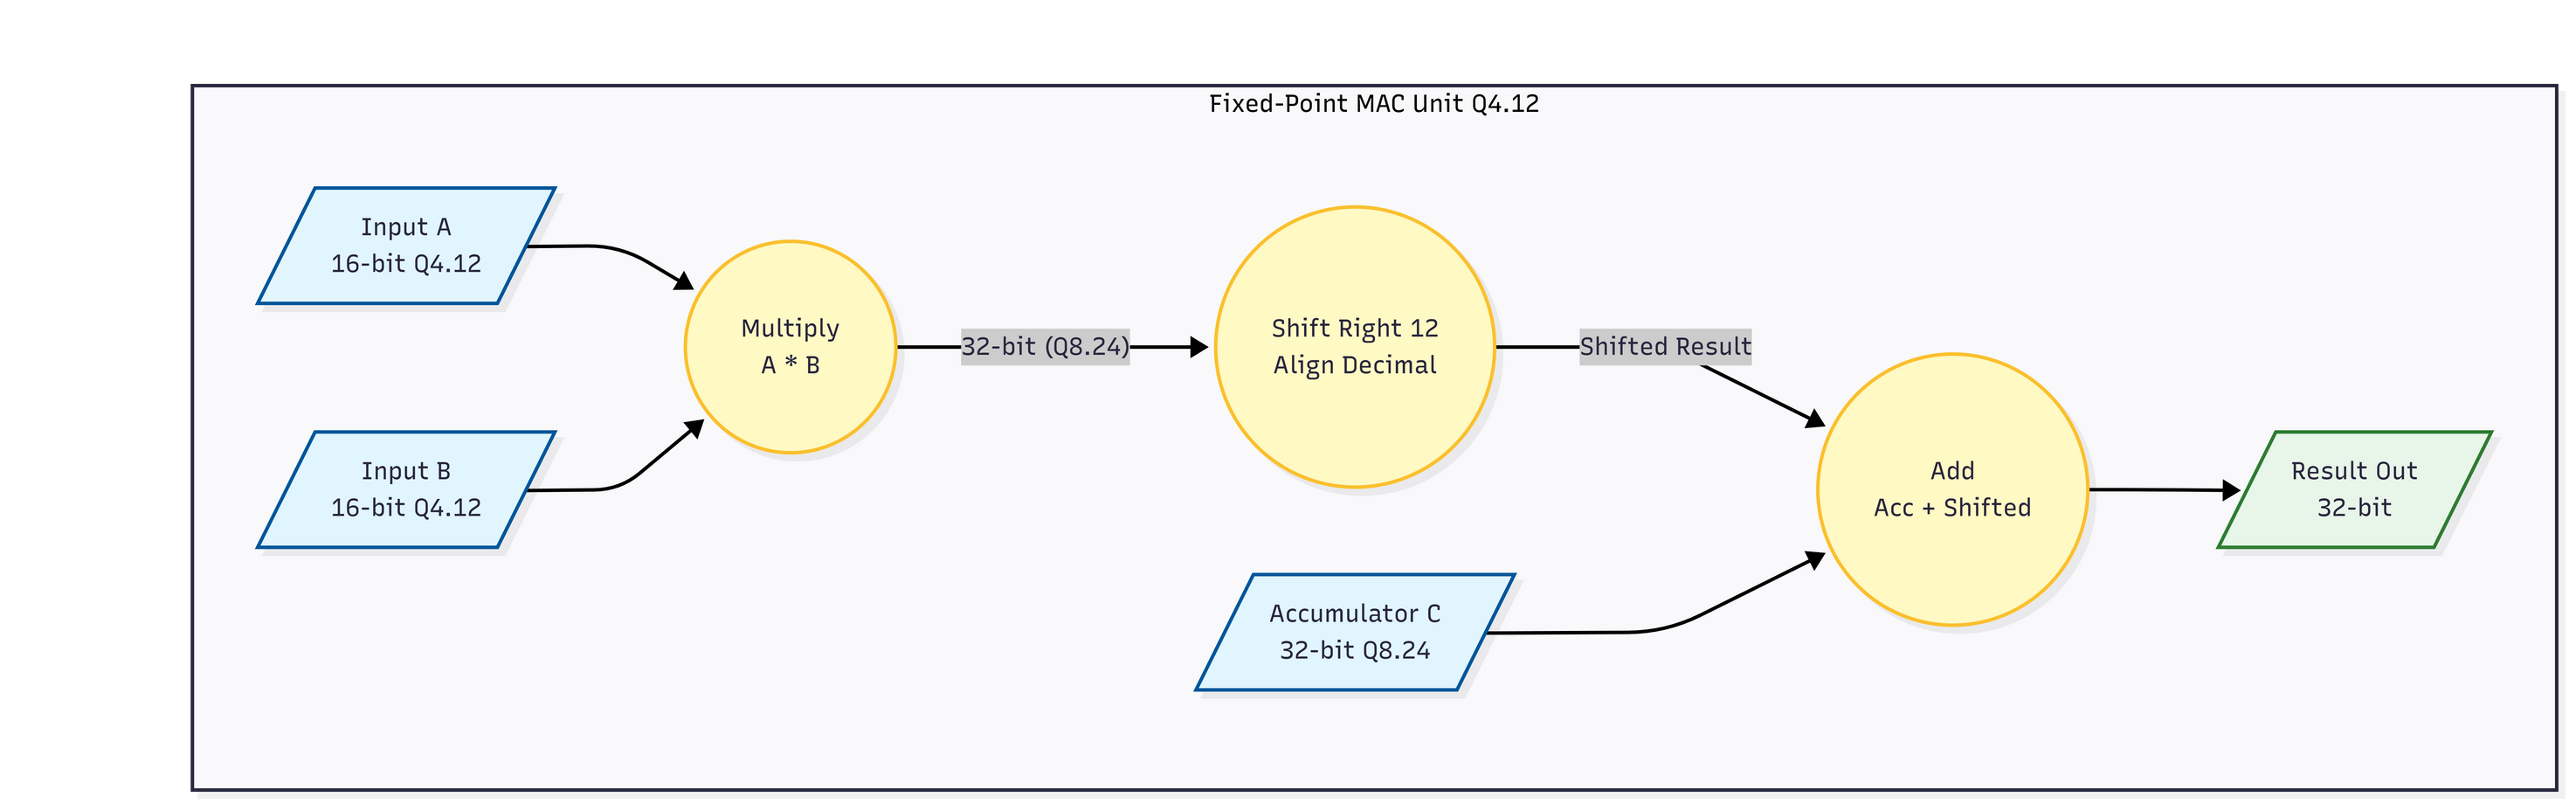 Fixed-Point MAC Unit Q4.12
Input A
16-bit Q4.12
Input B
16-bit Q4.12
Multiply
A * B
32-bit (Q8.24)
Shift Right 12
Align Decimal
Shifted Result
Accumulator C
32-bit Q8.24
Add
Acc + Shifted
Result Out
32-bit